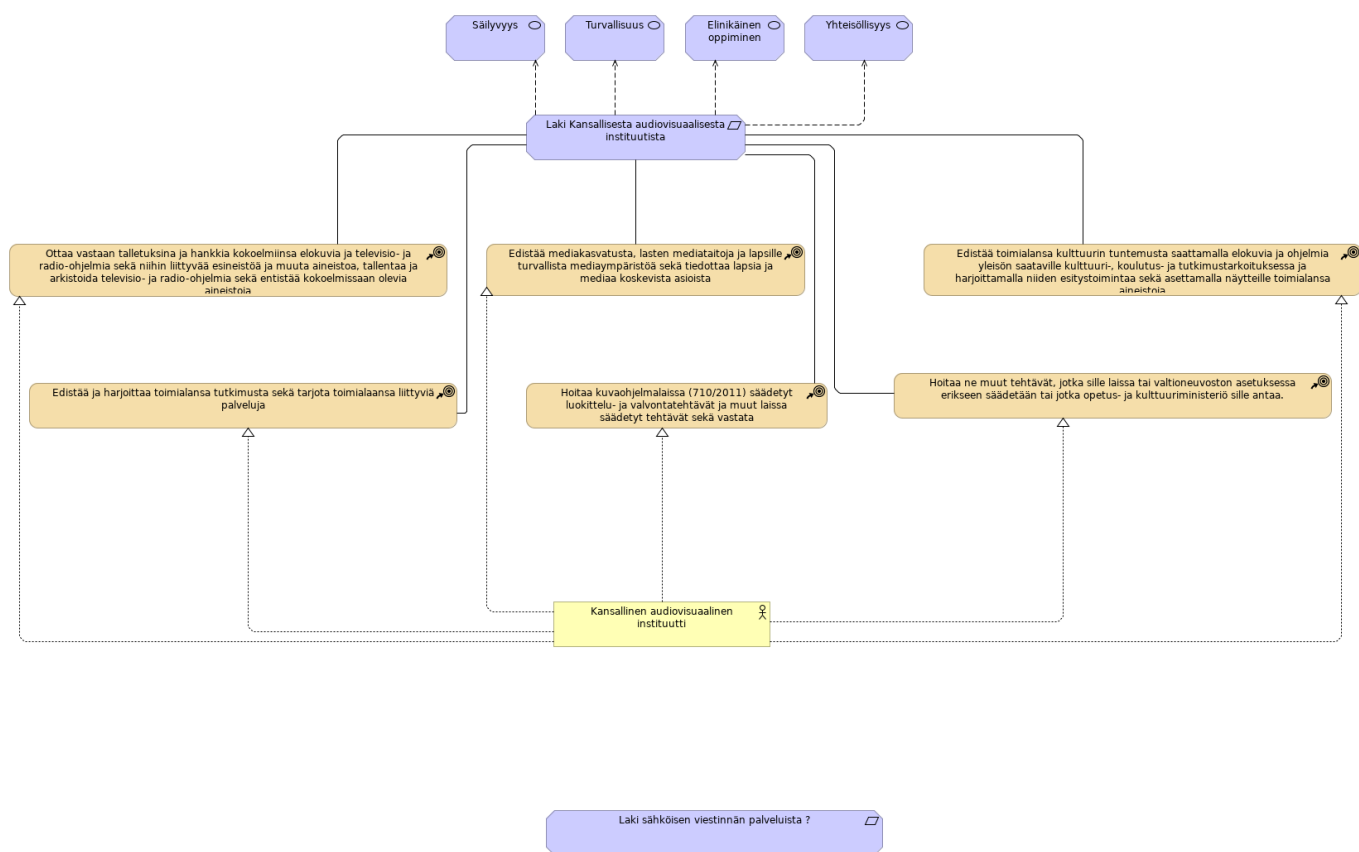 Säilyvyys
Turvallisuus
Elinikäinen
oppiminen
Yhteisöllisyys
Laki Kansallisesta audiovisuaalisesta
instituutista
Ottaa vastaan talletuksina ja hankkia kokoelmiinsa elokuvia ja televisio- ja
radio-ohjelmia sekä niihin liittyvää esineistöä ja muuta aineistoa, tallentaa ja
arkistoida televisio- ja radio-ohjelmia sekä entistää kokoelmissaan olevia
aineistoja
Edistää mediakasvatusta, lasten mediataitoja ja lapsille
turvallista mediaympäristöä sekä tiedottaa lapsia ja
mediaa koskevista asioista
Edistää toimialansa kulttuurin tuntemusta saattamalla elokuvia ja ohjelmia
yleisön saataville kulttuuri-, koulutus- ja tutkimustarkoituksessa ja
harjoittamalla niiden esitystoimintaa sekä asettamalla näytteille toimialansa
aineistoja
Edistää ja harjoittaa toimialansa tutkimusta sekä tarjota toimialaansa liittyviä
palveluja
Hoitaa kuvaohjelmalaissa (710/2011) säädetyt
luokittelu- ja valvontatehtävät ja muut laissa
säädetyt tehtävät sekä vastata
Hoitaa ne muut tehtävät, jotka sille laissa tai valtioneuvoston asetuksessa
erikseen säädetään tai jotka opetus- ja kulttuuriministeriö sille antaa.
Kansallinen audiovisuaalinen
instituutti
Laki sähköisen viestinnän palveluista ?